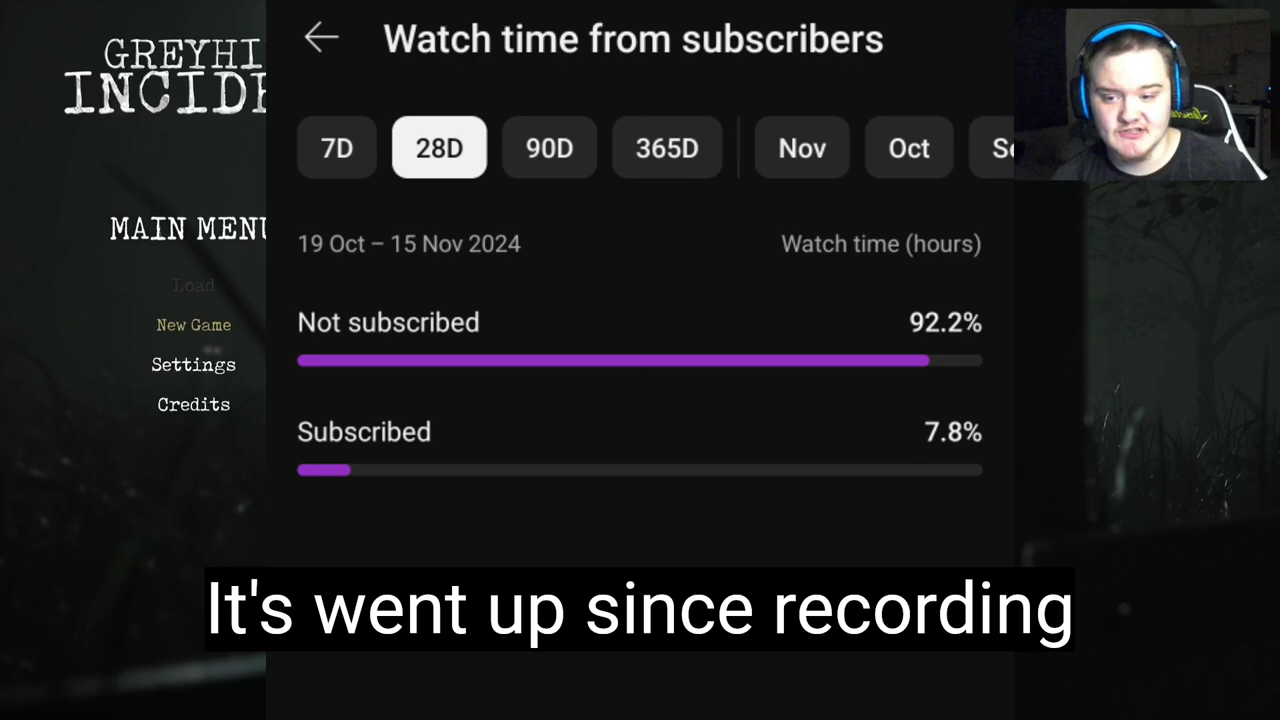 GREYHI
INCIDE
MAIN MENU
Load
New Game
Settings
Credits
Watch time from subscribers
7D 28D 90D 365D Nov Oct
19 Oct – 15 Nov 2024 Watch time (hours)
Not subscribed 92.2%
Subscribed 7.8%
It's went up since recording